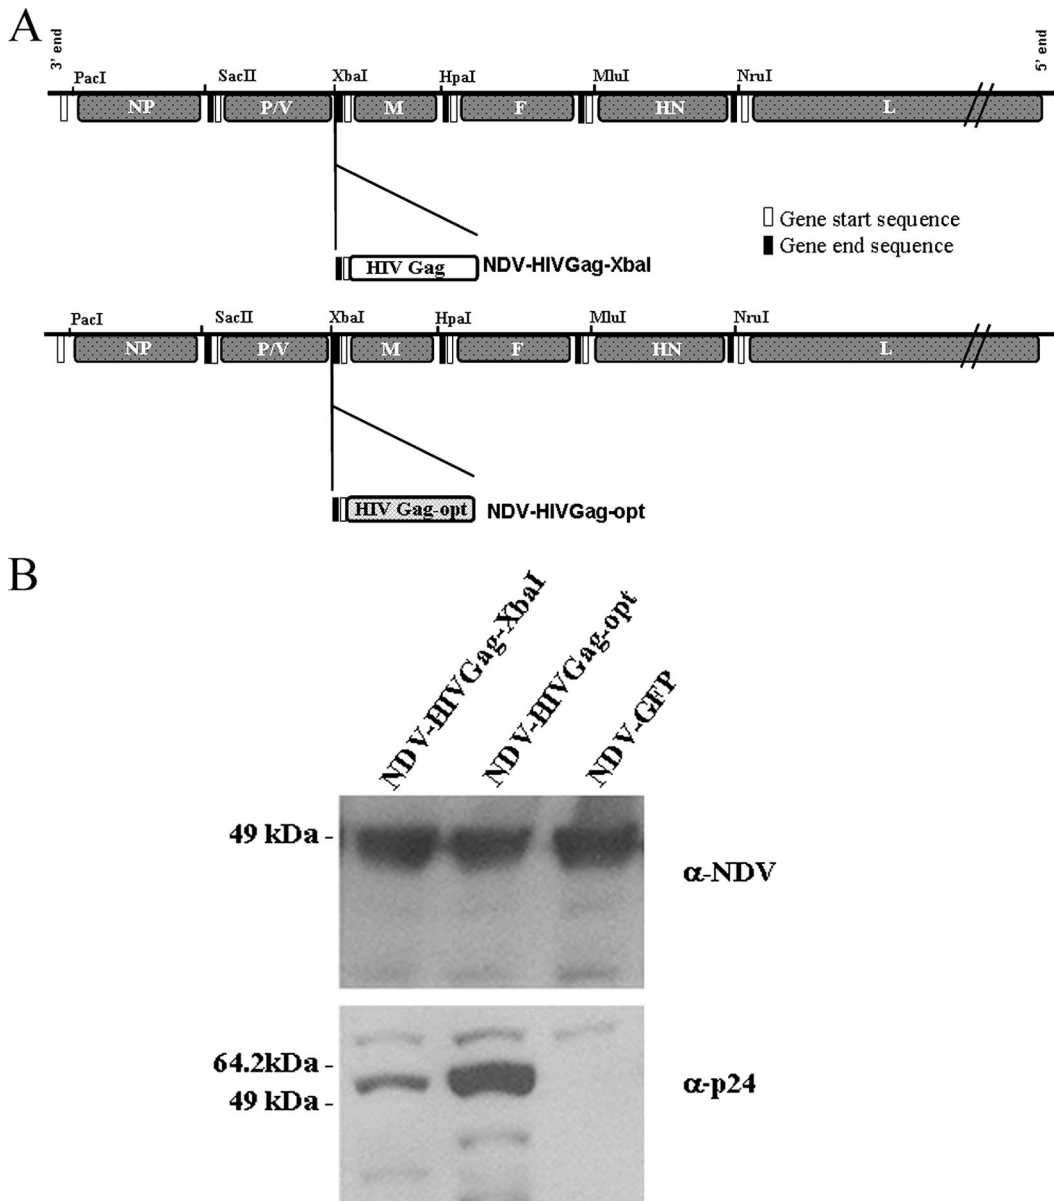 A
3' end
5' end
PacI SacII XbaI HpaI MluI NruI
NP P/V M F HN L
Gene start sequence
Gene end sequence
HIV Gag NDV-HIVGag-XbaI
PacI SacII XbaI HpaI MluI NruI
NP P/V M F HN L
HIV Gag-opt NDV-HIVGag-opt
B
NDV-HIVGag-XbaI
NDV-HIVGag-opt
NDV-GFP
49 kDa -
α-NDV
64.2kDa -
49 kDa -
α-p24